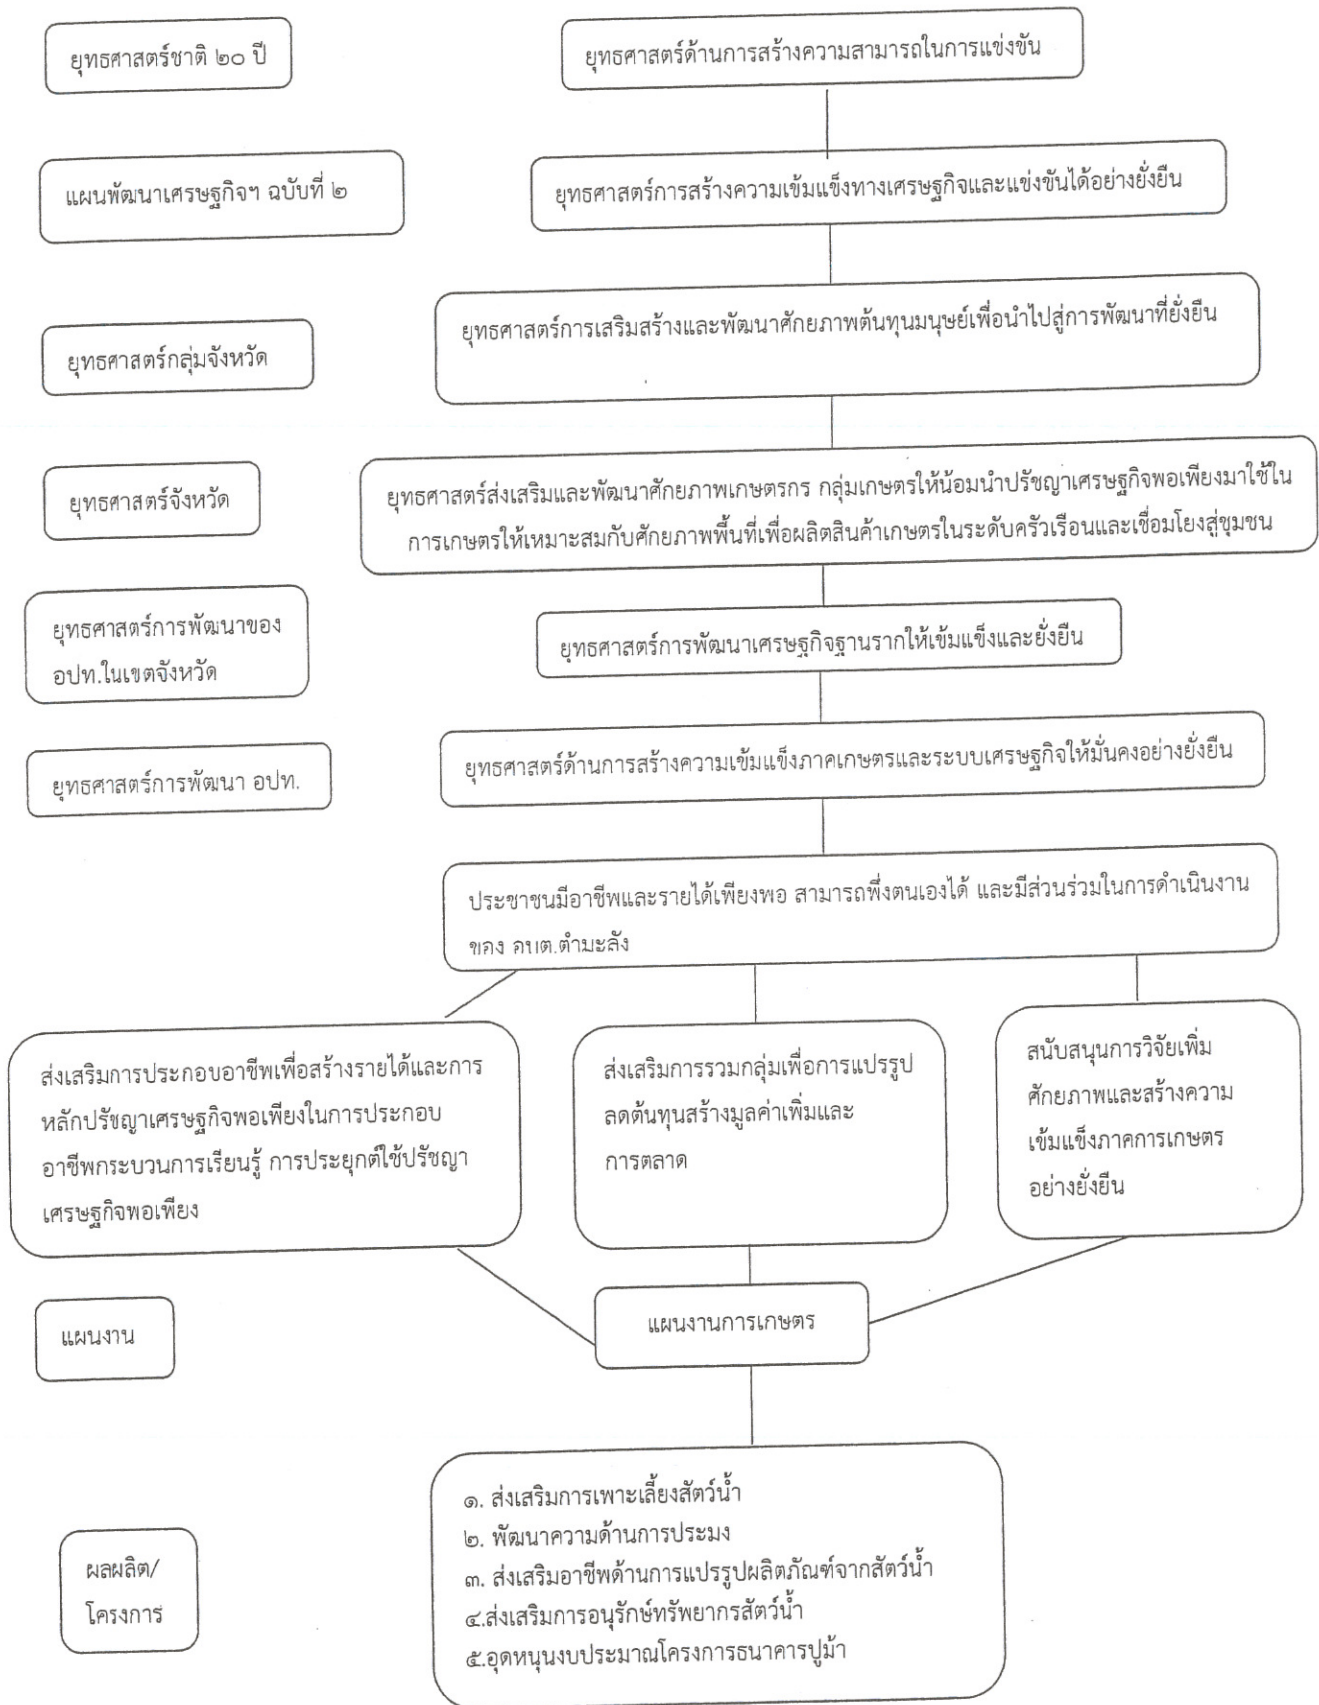 ยุทธศาสตร์ชาติ ๒๐ ปี
ยุทธศาสตร์ด้านการสร้างความสามารถในการแข่งขัน
แผนพัฒนาเศรษฐกิจฯ ฉบับที่ ๒
ยุทธศาสตร์การสร้างความเข้มแข็งทางเศรษฐกิจและแข่งขันได้อย่างยั่งยืน
ยุทธศาสตร์กลุ่มจังหวัด
ยุทธศาสตร์การเสริมสร้างและพัฒนาศักยภาพต้นทุนมนุษย์เพื่อนำไปสู่การพัฒนาที่ยั่งยืน
ยุทธศาสตร์จังหวัด
ยุทธศาสตร์ส่งเสริมและพัฒนาศักยภาพเกษตรกร กลุ่มเกษตรให้น้อมนำปรัชญาเศรษฐกิจพอเพียงมาใช้ใน
การเกษตรให้เหมาะสมกับศักยภาพพื้นที่เพื่อผลิตสินค้าเกษตรในระดับครัวเรือนและเชื่อมโยงสู่ชุมชน
ยุทธศาสตร์การพัฒนาของ
อปท.ในเขตจังหวัด
ยุทธศาสตร์การพัฒนาเศรษฐกิจฐานรากให้เข้มแข็งและยั่งยืน
ยุทธศาสตร์การพัฒนา อปท.
ยุทธศาสตร์ด้านการสร้างความเข้มแข็งภาคเกษตรและระบบเศรษฐกิจให้มั่นคงอย่างยั่งยืน
ประชาชนมีอาชีพและรายได้เพียงพอ สามารถพึ่งตนเองได้ และมีส่วนร่วมในการดำเนินงาน
ของ อบต.ตำมะลัง
ส่งเสริมการประกอบอาชีพเพื่อสร้างรายได้และการ
หลักปรัชญาเศรษฐกิจพอเพียงในการประกอบ
อาชีพกระบวนการเรียนรู้ การประยุกต์ใช้ปรัชญา
เศรษฐกิจพอเพียง
ส่งเสริมการรวมกลุ่มเพื่อการแปรรูป
ลดต้นทุนสร้างมูลค่าเพิ่มและ
การตลาด
สนับสนุนการวิจัยเพิ่ม
ศักยภาพและสร้างความ
เข้มแข็งภาคการเกษตร
อย่างยั่งยืน
แผนงาน
แผนงานการเกษตร
ผลผลิต/
โครงการ
๑. ส่งเสริมการเพาะเลี้ยงสัตว์น้ำ
๒. พัฒนาความด้านการประมง
๓. ส่งเสริมอาชีพด้านการแปรรูปผลิตภัณฑ์จากสัตว์น้ำ
๔.ส่งเสริมการอนุรักษ์ทรัพยากรสัตว์น้ำ
๕.อุดหนุนงบประมาณโครงการธนาคารปูม้า